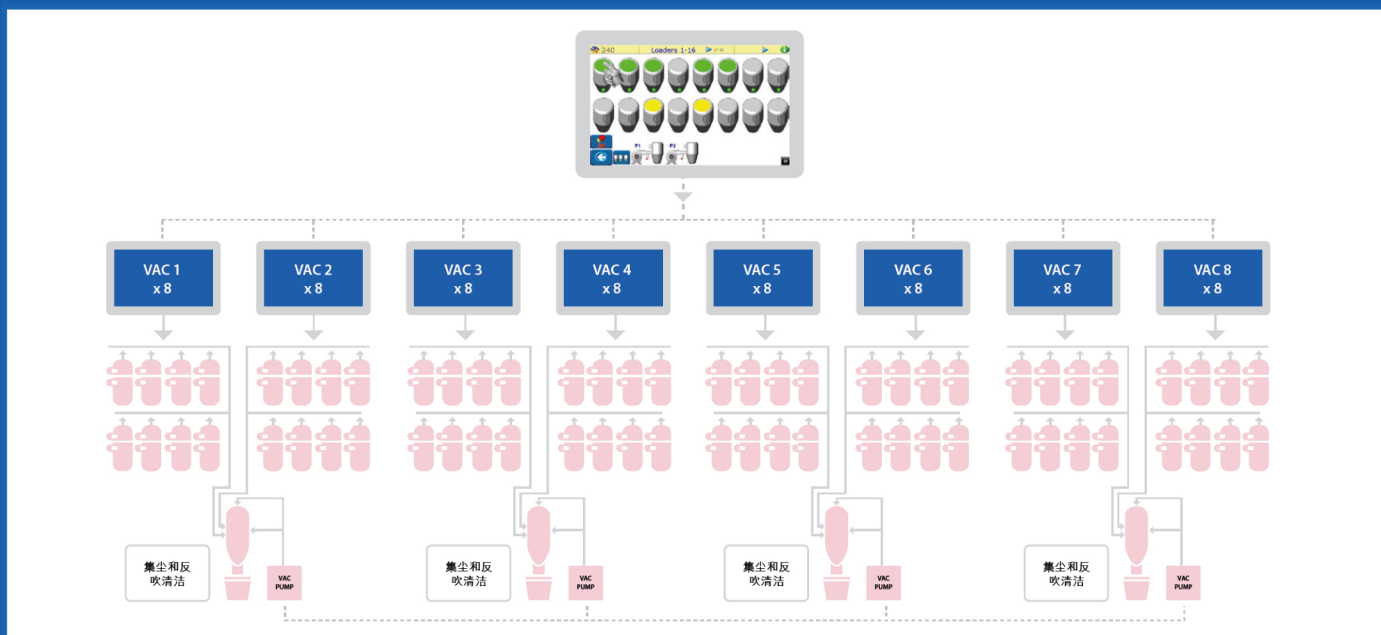 240
Loaders 1-16
P1
P2
VAC 1
x 8
VAC 2
x 8
VAC 3
x 8
VAC 4
x 8
VAC 5
x 8
VAC 6
x 8
VAC 7
x 8
VAC 8
x 8
集尘和反
吹清洁
VAC
PUMP
集尘和反
吹清洁
VAC
PUMP
集尘和反
吹清洁
VAC
PUMP
集尘和反
吹清洁
VAC
PUMP